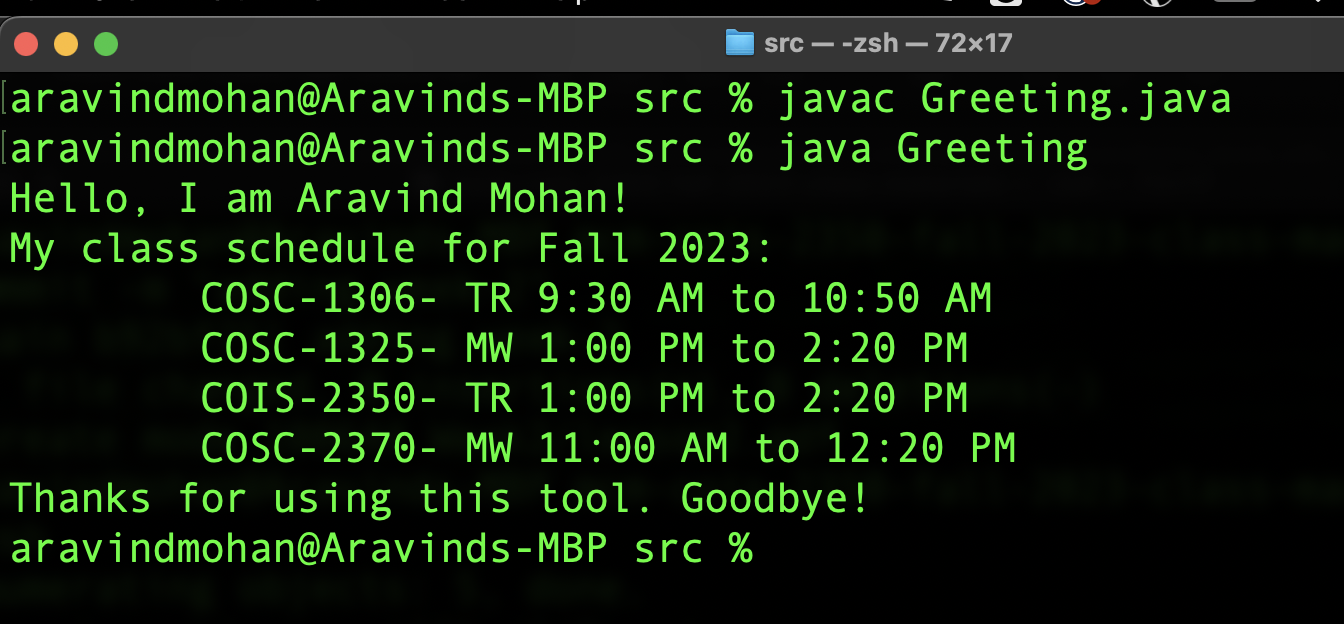 src — -zsh — 72×17
aravindmohan@Aravinds-MBP src % javac Greeting.java
aravindmohan@Aravinds-MBP src % java Greeting
Hello, I am Aravind Mohan!
My class schedule for Fall 2023:
        COSC-1306- TR 9:30 AM to 10:50 AM
        COSC-1325- MW 1:00 PM to 2:20 PM
        COIS-2350- TR 1:00 PM to 2:20 PM
        COSC-2370- MW 11:00 AM to 12:20 PM
Thanks for using this tool. Goodbye!
aravindmohan@Aravinds-MBP src %